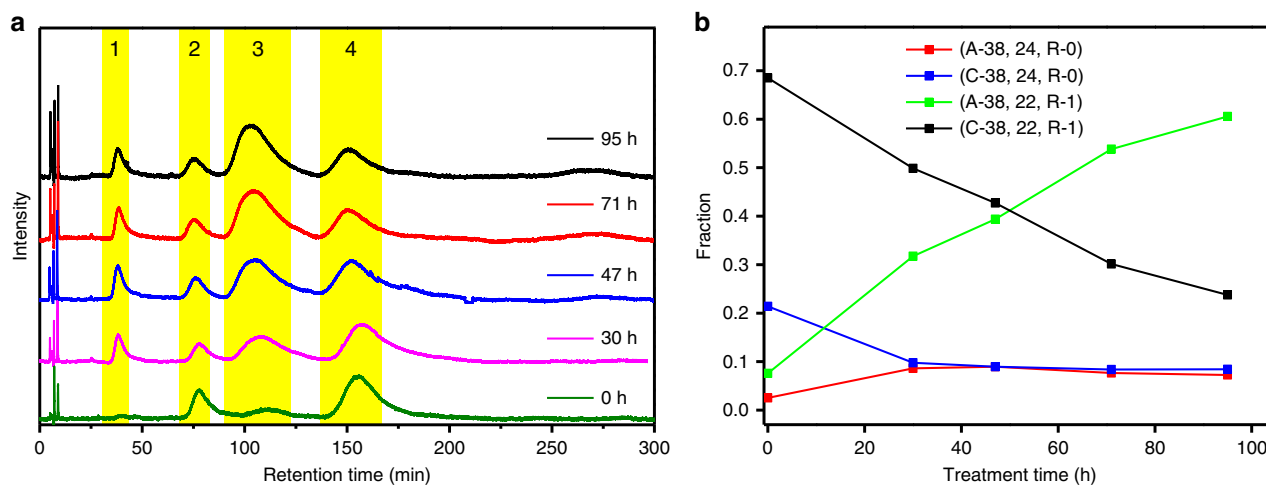 a
1 2 3 4
95 h
71 h
47 h
30 h
0 h
Intensity
0 50 100 150 200 250 300
Retention time (min)
b
(A-38, 24, R-0)
(C-38, 24, R-0)
(A-38, 22, R-1)
(C-38, 22, R-1)
0.7
0.6
0.5
0.4
0.3
0.2
0.1
0.0
Fraction
0 20 40 60 80 100
Treatment time (h)